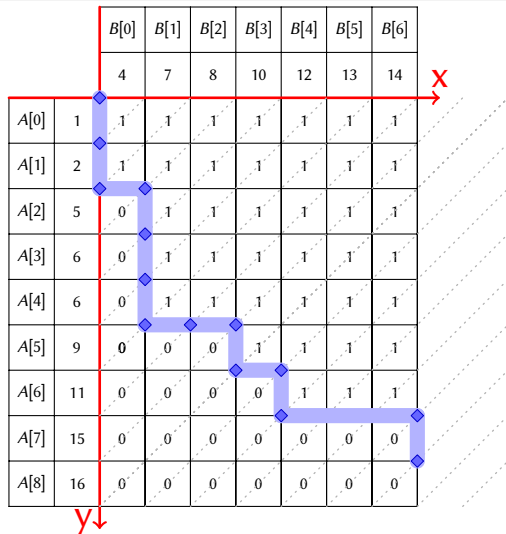 B[0] B[1] B[2] B[3] B[4] B[5] B[6]
4 7 8 10 12 13 14
x
A[0] 1 1 1 1 1 1 1 1
A[1] 2 1 1 1 1 1 1 1
A[2] 5 0 1 1 1 1 1 1
A[3] 6 0 1 1 1 1 1 1
A[4] 6 0 1 1 1 1 1 1
A[5] 9 0 0 0 1 1 1 1
A[6] 11 0 0 0 0 1 1 1
A[7] 15 0 0 0 0 0 0 0
A[8] 16 0 0 0 0 0 0 0
y